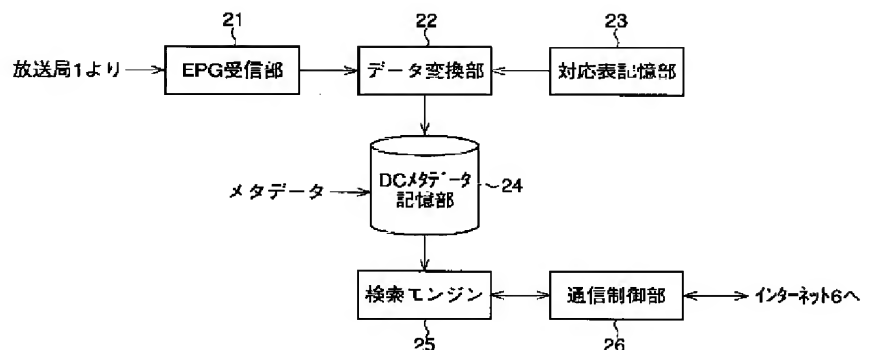 21
22
23
放送局1より
EPG受信部
データ変換部
対応表記憶部
メタデータ
DCメタデータ
記憶部
24
検索エンジン
通信制御部
インターネット6へ
25
26